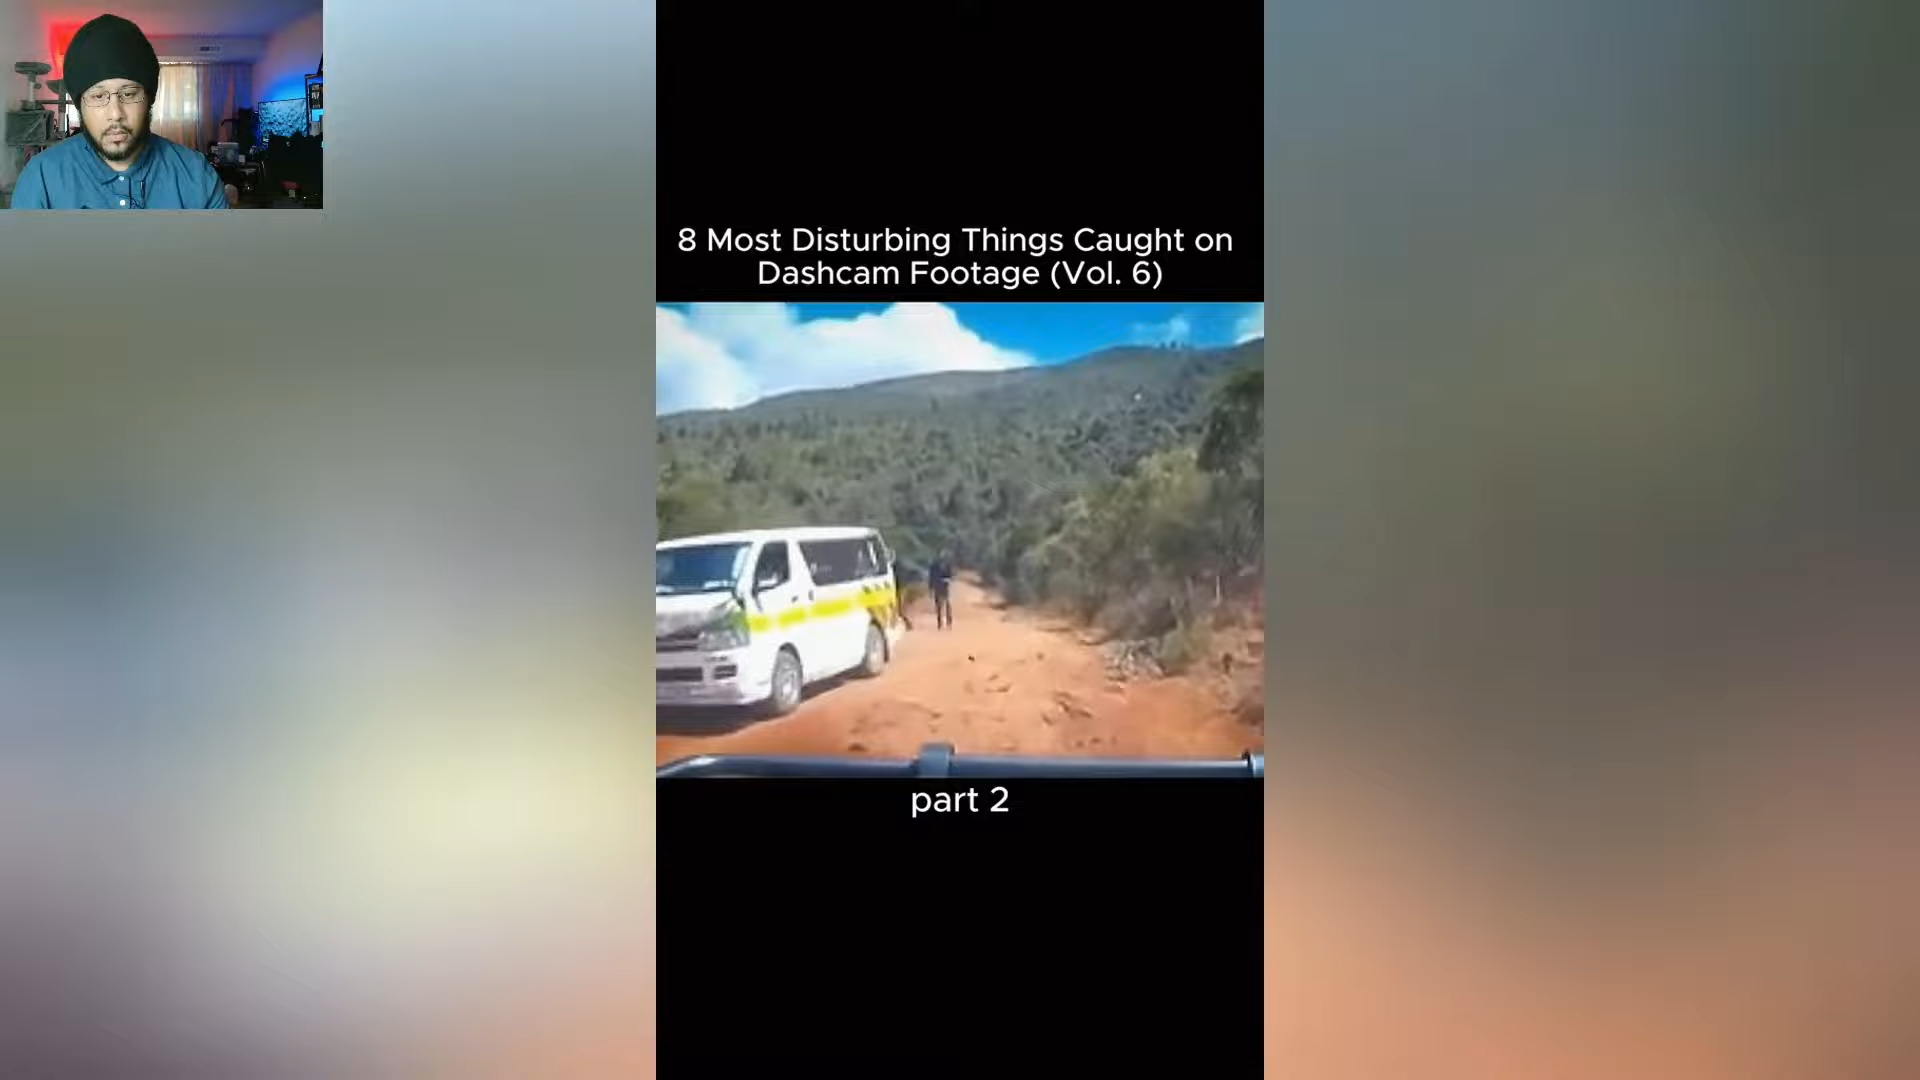 8 Most Disturbing Things Caught on
Dashcam Footage (Vol. 6)
part 2